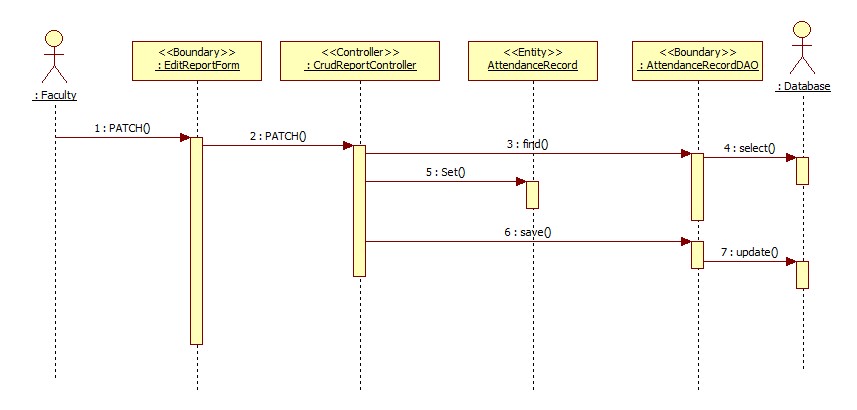 <<Boundary>>
: EditReportForm
<<Controller>>
: CrudReportController
<<Entity>>
AttendanceRecord
<<Boundary>>
: AttendanceRecordDAO
: Faculty
: Database
1 : PATCH()
2 : PATCH()
3 : find()
4 : select()
5 : Set()
6 : save()
7 : update()